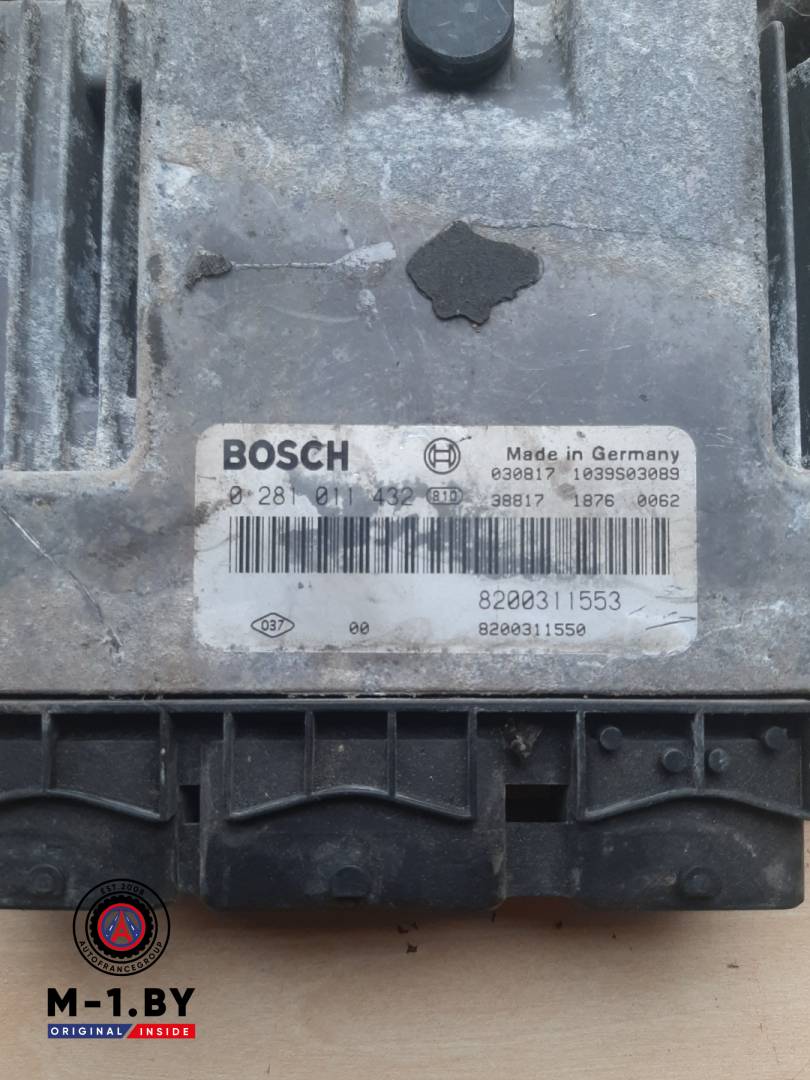 BOSCH
Made in Germany
030817 1039S03089
0 281 011 432 B10
38817 1876 0062
8200311553
037 00 8200311550
EST.2008
A
AUTOFRANCEGROUP
M-1.BY
ORIGINAL INSIDE